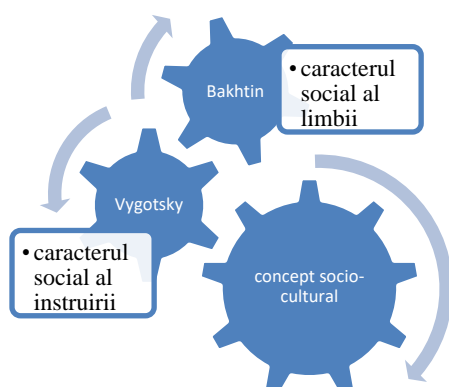 Bakhtin
• caracterul
social al
limbii
Vygotsky
• caracterul
social al
instruirii
concept socio-
cultural